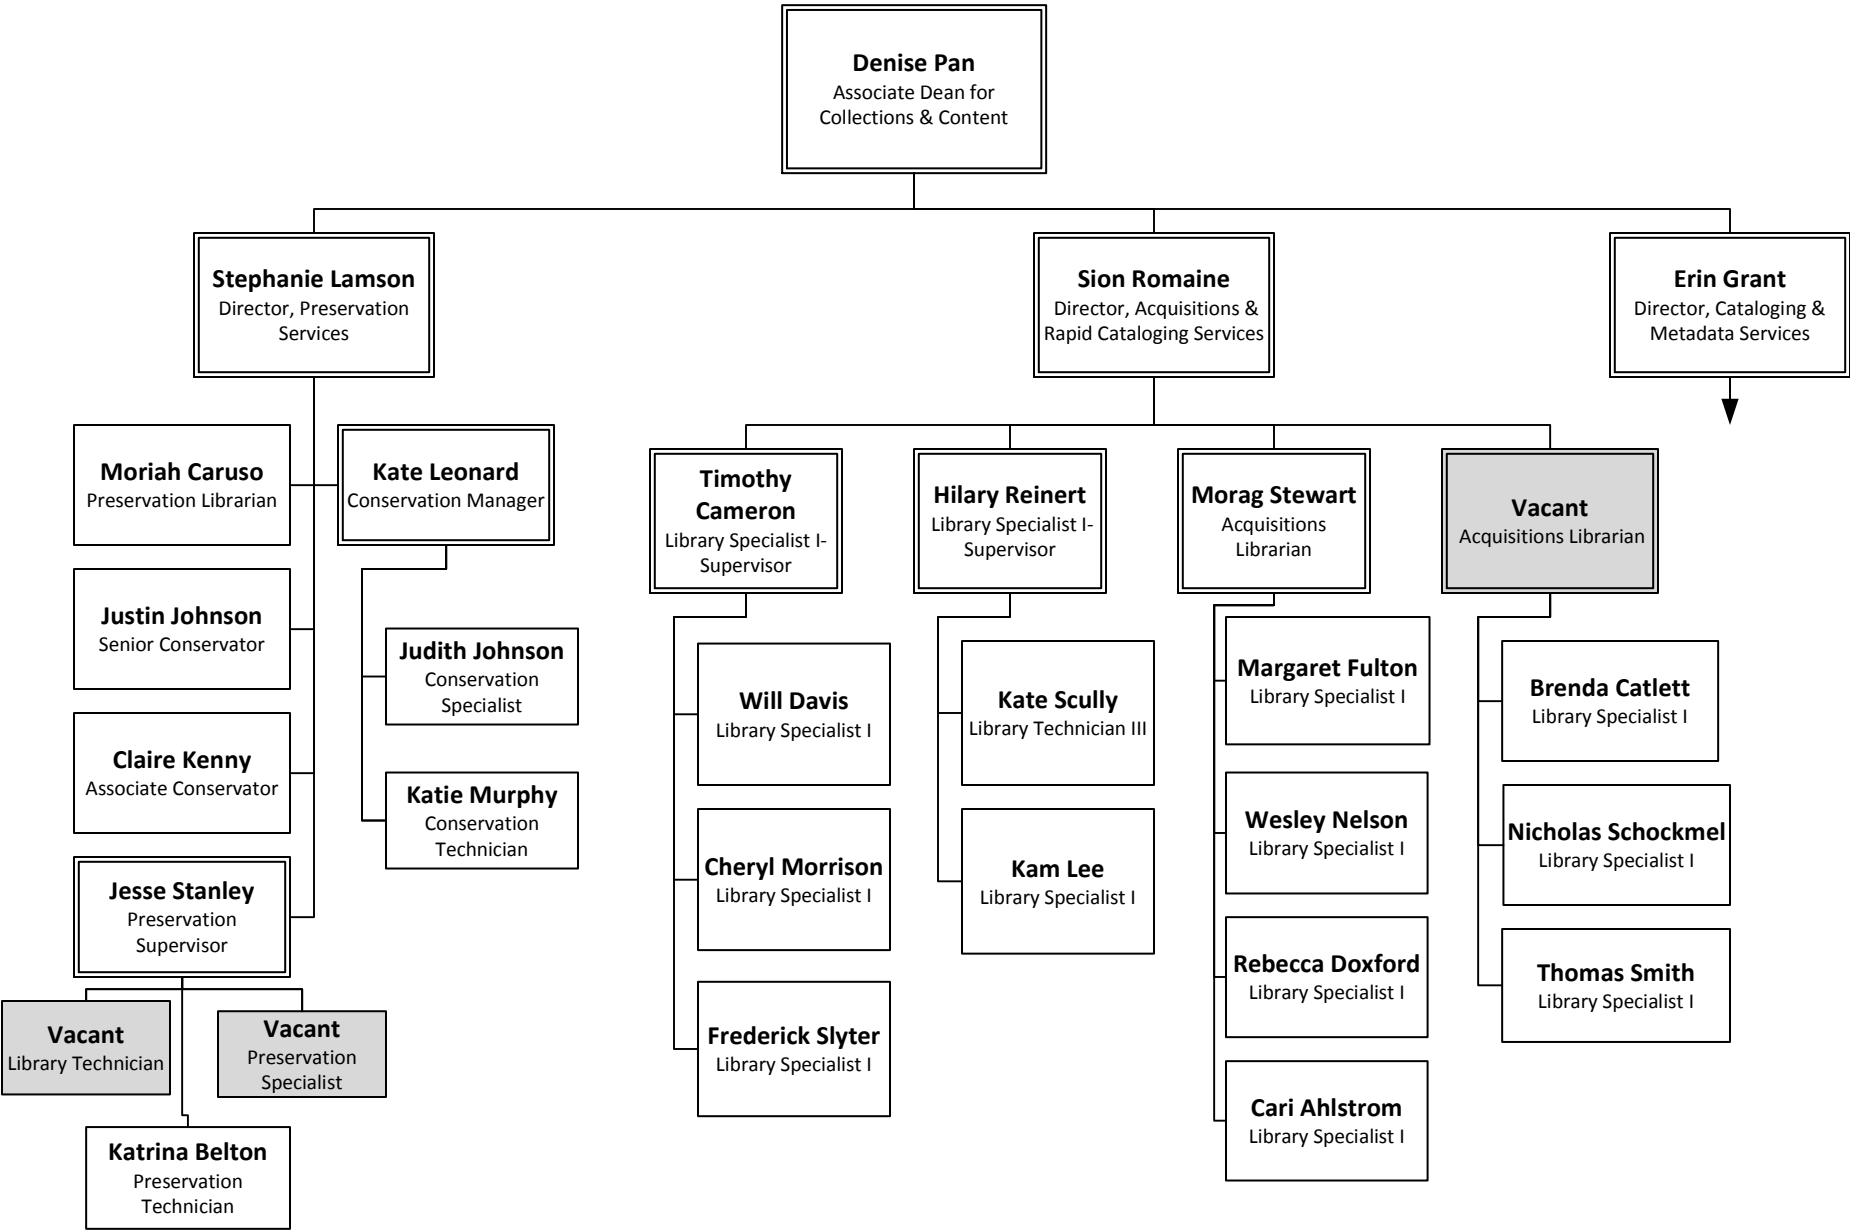 Denise Pan
Associate Dean for
Collections & Content
Stephanie Lamson
Director, Preservation
Services
Sion Romaine
Director, Acquisitions &
Rapid Cataloging Services
Erin Grant
Director, Cataloging &
Metadata Services
Moriah Caruso
Preservation Librarian
Kate Leonard
Conservation Manager
Justin Johnson
Senior Conservator
Judith Johnson
Conservation
Specialist
Claire Kenny
Associate Conservator
Katie Murphy
Conservation
Technician
Jesse Stanley
Preservation
Supervisor
Vacant
Library Technician
Vacant
Preservation
Specialist
Katrina Belton
Preservation
Technician
Timothy
Cameron
Library Specialist I-
Supervisor
Will Davis
Library Specialist I
Cheryl Morrison
Library Specialist I
Frederick Slyter
Library Specialist I
Hilary Reinert
Library Specialist I-
Supervisor
Kate Scully
Library Technician III
Kam Lee
Library Specialist I
Morag Stewart
Acquisitions
Librarian
Margaret Fulton
Library Specialist I
Wesley Nelson
Library Specialist I
Rebecca Doxford
Library Specialist I
Cari Ahlstrom
Library Specialist I
Vacant
Acquisitions Librarian
Brenda Catlett
Library Specialist I
Nicholas Schockmel
Library Specialist I
Thomas Smith
Library Specialist I